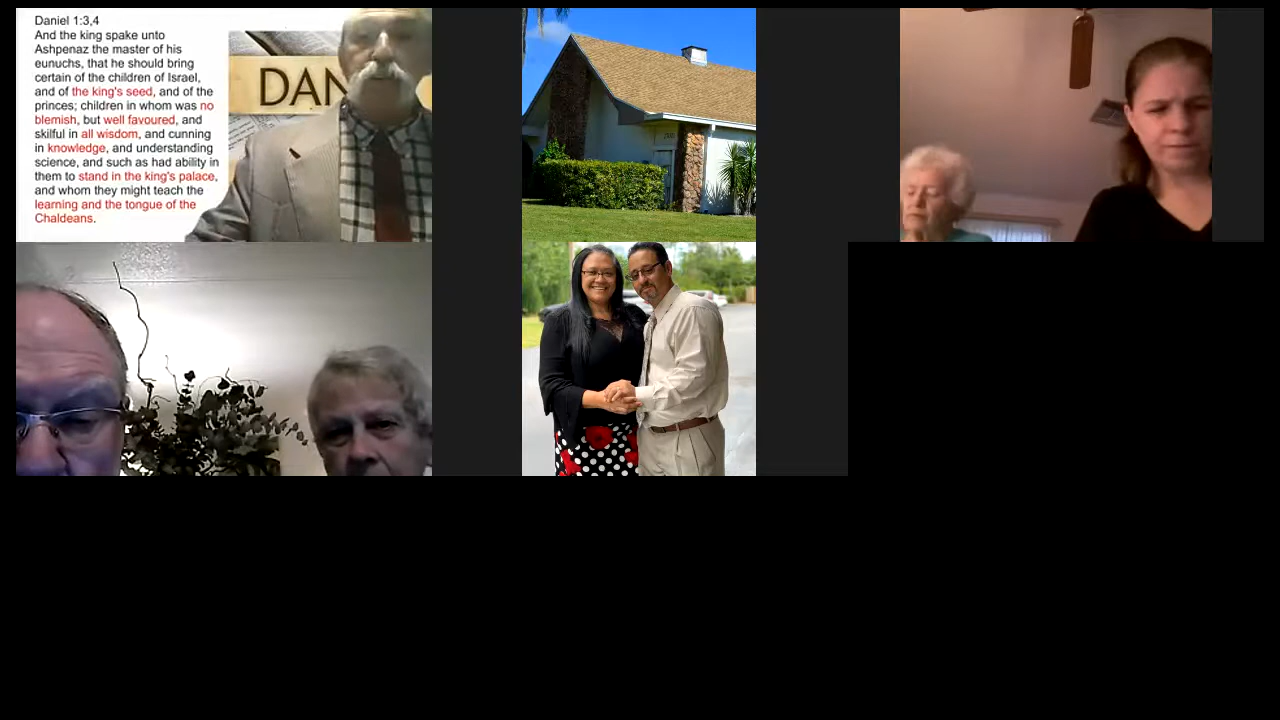 Daniel 1:3,4
And the king spake unto
Ashpenaz the master of his
eunuchs, that he should bring
certain of the children of Israel,
and of the king's seed, and of the
princes; children in whom was no
blemish, but well favoured, and
skilful in all wisdom, and cunning
in knowledge, and understanding
science, and such as had ability in
them to stand in the king's palace,
and whom they might teach the
learning and the tongue of the
Chaldeans.
DAN